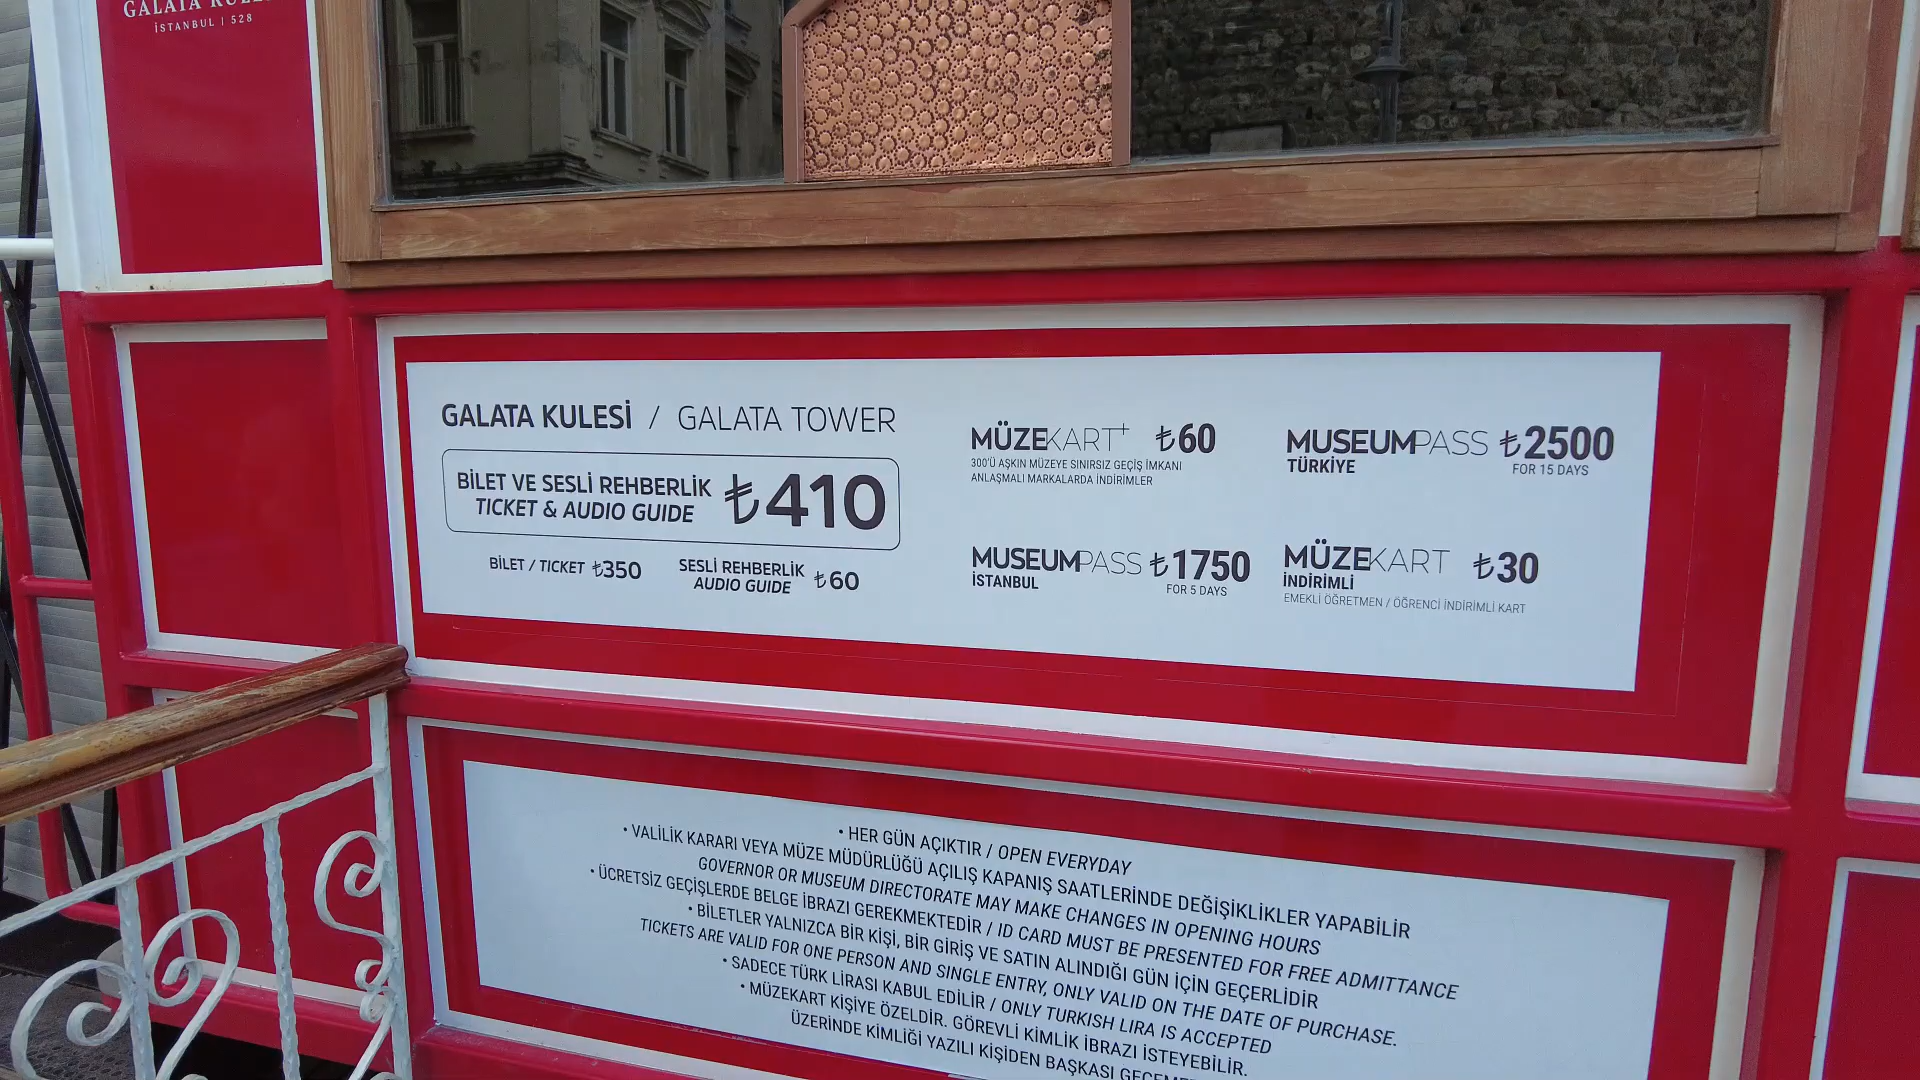 GALATA KULESİ
İSTANBUL | 528
GALATA KULESİ / GALATA TOWER
BİLET VE SESLİ REHBERLİK
TICKET & AUDIO GUIDE ₺410
BİLET / TICKET ₺350
SESLİ REHBERLİK
AUDIO GUIDE ₺60
MÜZEKART+ ₺60
300'Ü AŞKIN MÜZEYE SINIRSIZ GEÇİŞ İMKANI
ANLAŞMALI MARKALARDA İNDİRİMLER
MUSEUMPASS ₺2500
TÜRKİYE FOR 15 DAYS
MUSEUMPASS ₺1750
İSTANBUL FOR 5 DAYS
MÜZEKART ₺30
İNDİRİMLİ
EMEKLİ ÖĞRETMEN / ÖĞRENCİ İNDİRİMLİ KART
• HER GÜN AÇIKTIR / OPEN EVERYDAY
• VALİLİK KARARI VEYA MÜZE MÜDÜRLÜĞÜ AÇILIŞ KAPANIŞ SAATLERİNDE DEĞİŞİKLİKLER YAPABİLİR
GOVERNOR OR MUSEUM DIRECTORATE MAY MAKE CHANGES IN OPENING HOURS
• ÜCRETSİZ GEÇİŞLERDE BELGE İBRAZI GEREKMEKTEDİR / ID CARD MUST BE PRESENTED FOR FREE ADMITTANCE
• BİLETLER YALNIZCA BİR KİŞİ, BİR GİRİŞ VE SATIN ALINDIĞI GÜN İÇİN GEÇERLİDİR
TICKETS ARE VALID FOR ONE PERSON AND SINGLE ENTRY, ONLY VALID ON THE DATE OF PURCHASE.
• SADECE TÜRK LİRASI KABUL EDİLİR / ONLY TURKISH LIRA IS ACCEPTED
• MÜZEKART KİŞİYE ÖZELDİR. GÖREVLİ KİMLİK İBRAZI İSTEYEBİLİR.
ÜZERİNDE KİMLİĞİ YAZILI KİŞİDEN BAŞKASI